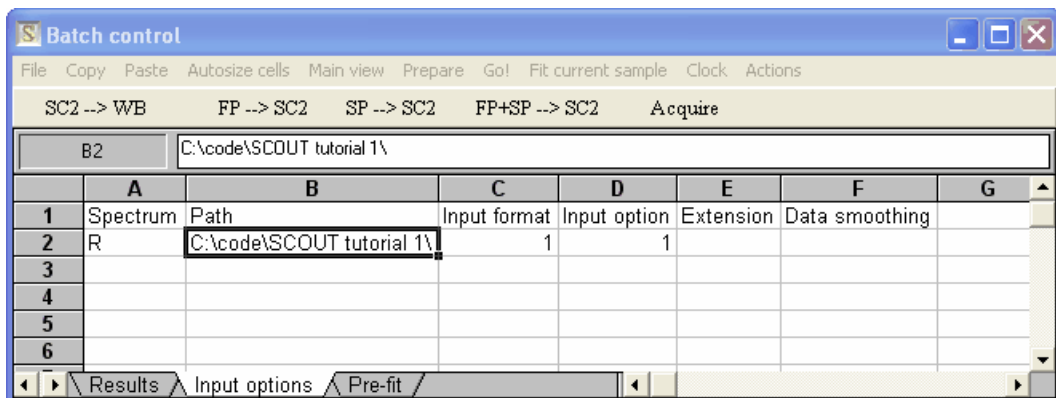 S Batch control
File Copy Paste Autosize cells Main view Prepare Go! Fit current sample Clock Actions
SC2 --> WB FP --> SC2 SP --> SC2 FP+SP --> SC2 Acquire
B2 C:\code\SCOUT tutorial 1\
A B C D E F G
1 Spectrum Path Input format Input option Extension Data smoothing
2 R C:\code\SCOUT tutorial 1\ 1 1
3
4
5
6
Results Input options Pre-fit